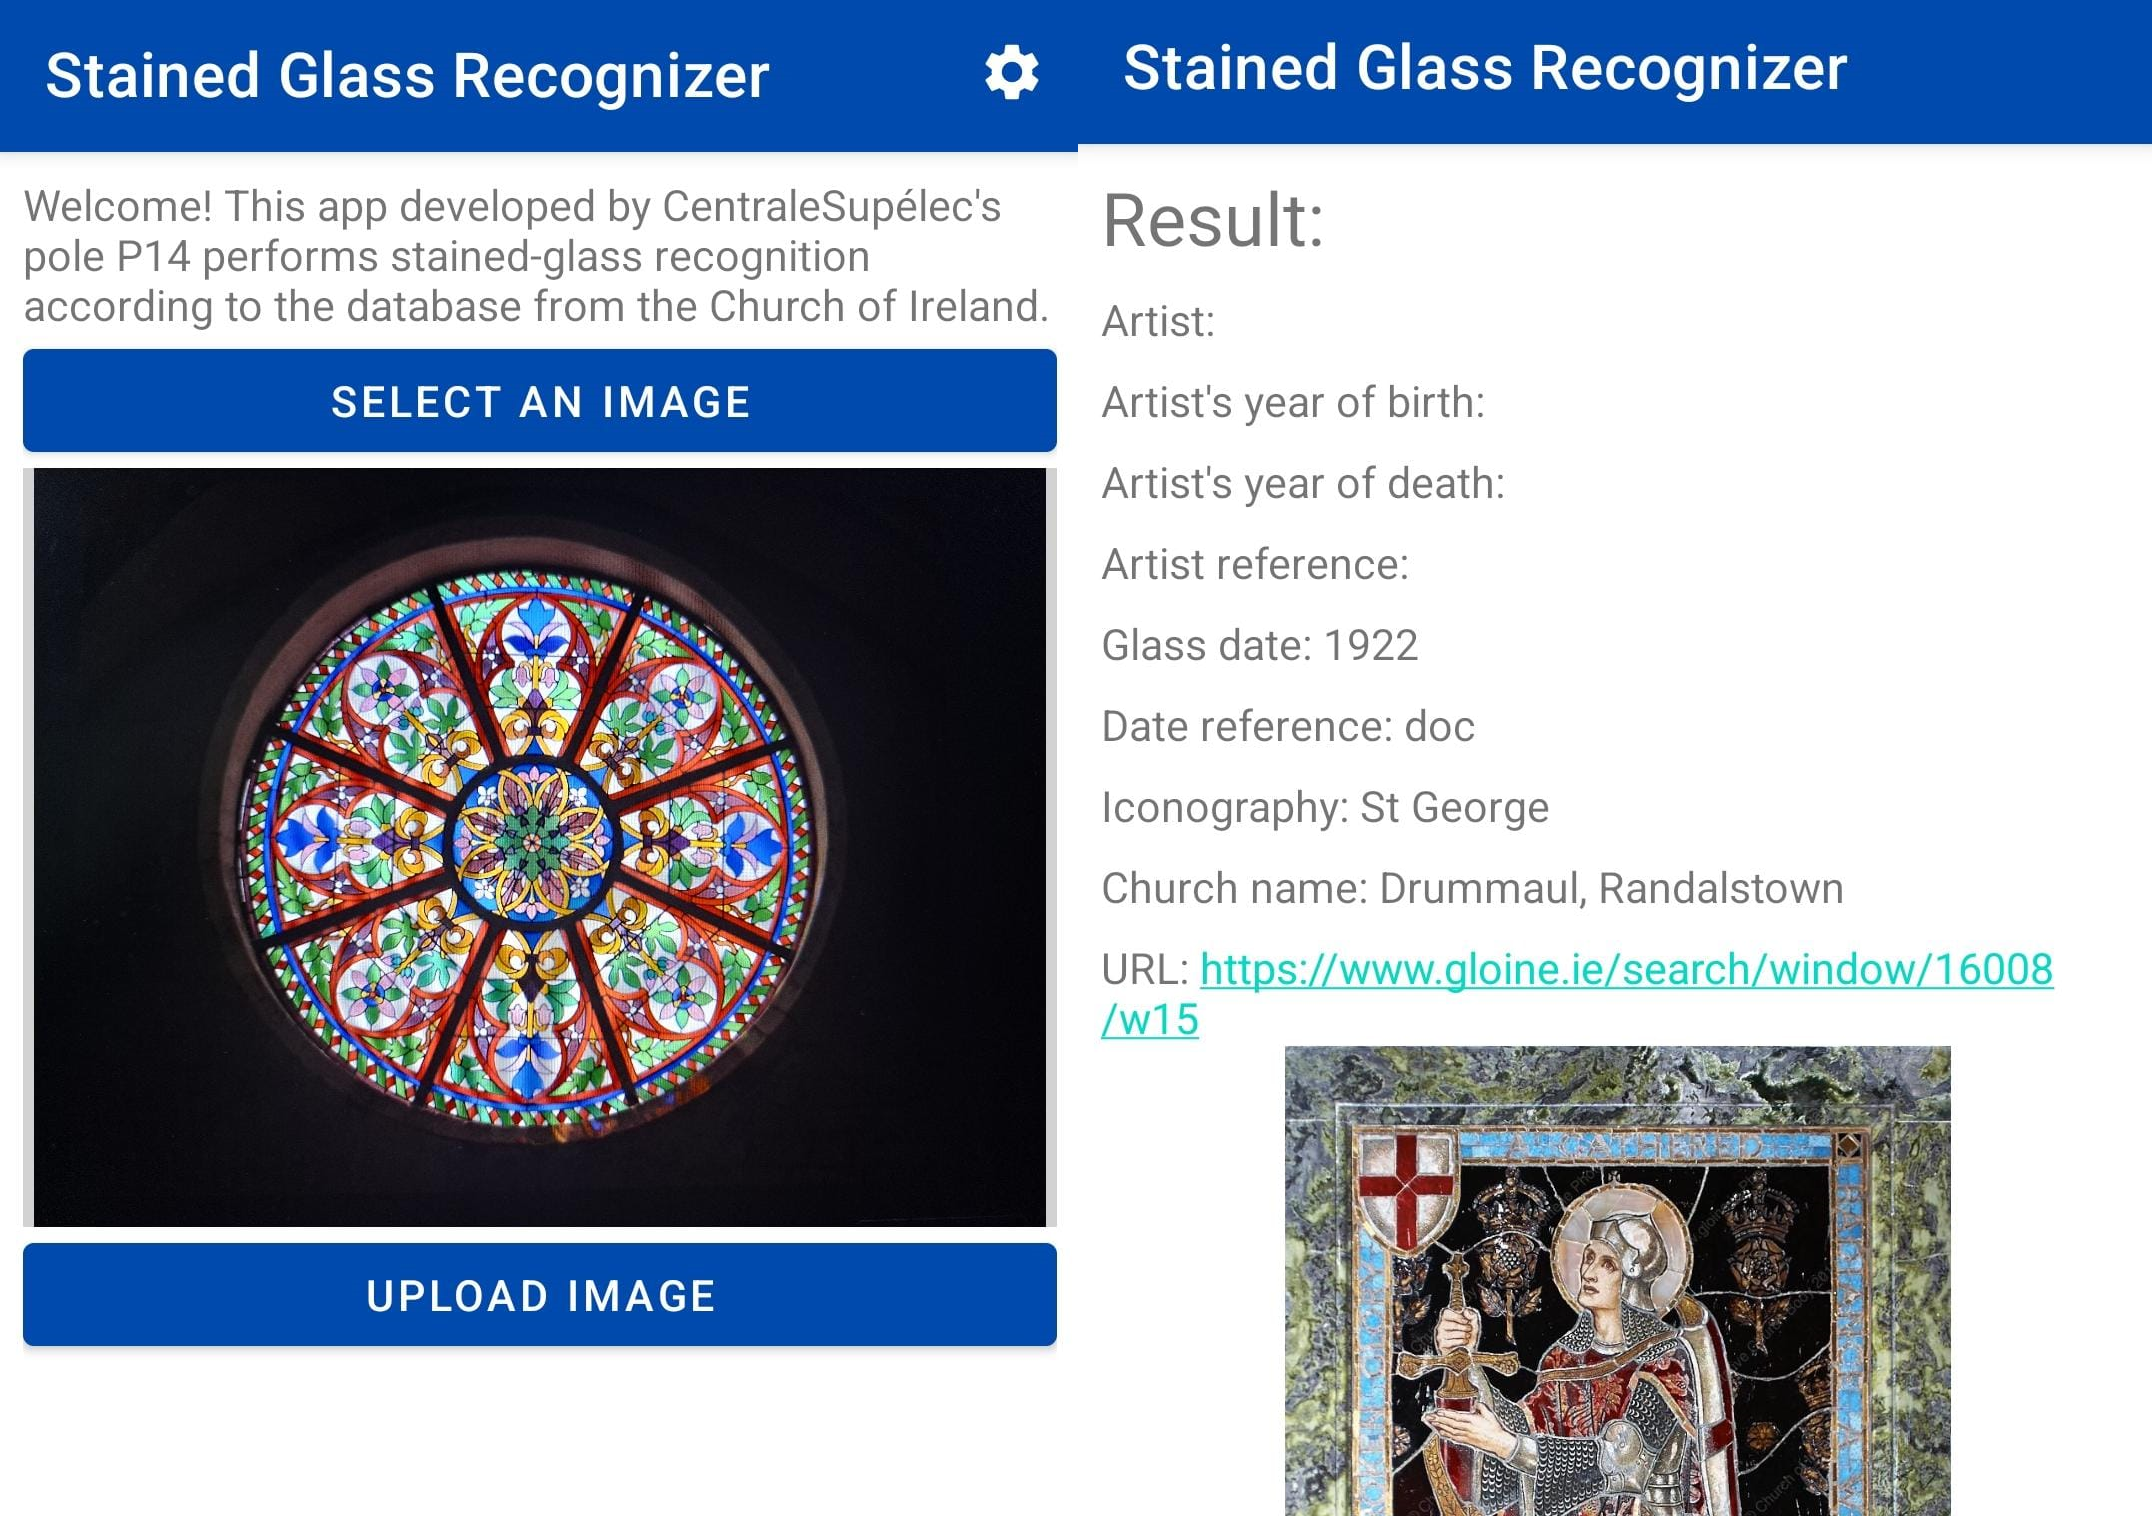 Stained Glass Recognizer
Welcome! This app developed by CentraleSupélec's
pole P14 performs stained-glass recognition
according to the database from the Church of Ireland.
SELECT AN IMAGE
UPLOAD IMAGE
Stained Glass Recognizer
Result:
Artist:
Artist's year of birth:
Artist's year of death:
Artist reference:
Glass date: 1922
Date reference: doc
Iconography: St George
Church name: Drummaul, Randalstown
URL: https://www.gloine.ie/search/window/16008
/w15